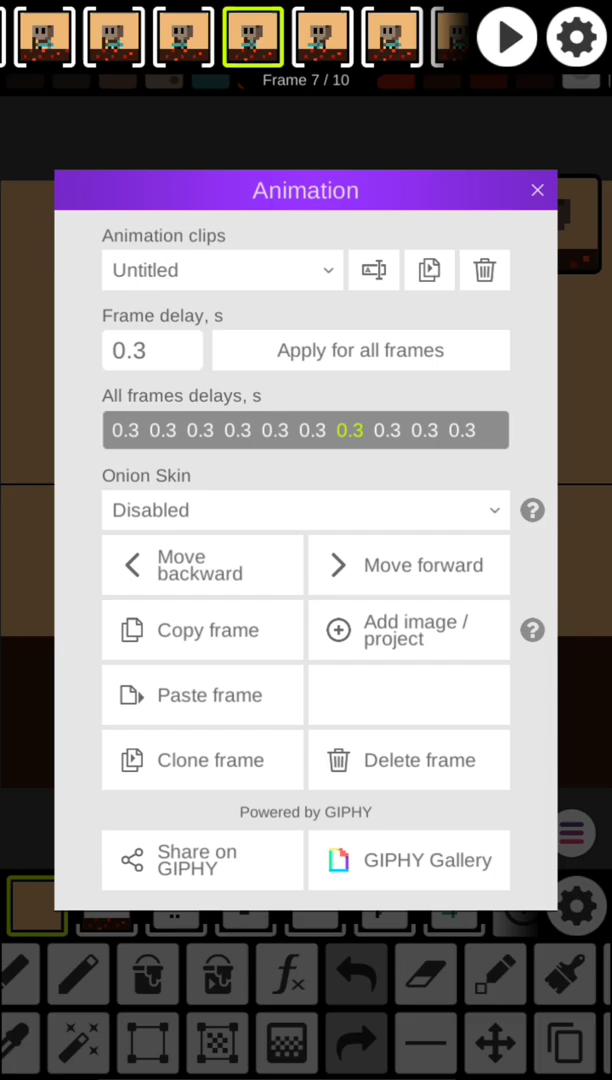 Frame 7 / 10
Animation
Animation clips
Untitled
Frame delay, s
0.3
Apply for all frames
All frames delays, s
0.3 0.3 0.3 0.3 0.3 0.3 0.3 0.3 0.3 0.3
Onion Skin
Disabled
?
Move
backward
Move forward
Copy frame
Add image /
project
?
Paste frame
Clone frame
Delete frame
Powered by GIPHY
Share on
GIPHY
GIPHY Gallery
fx